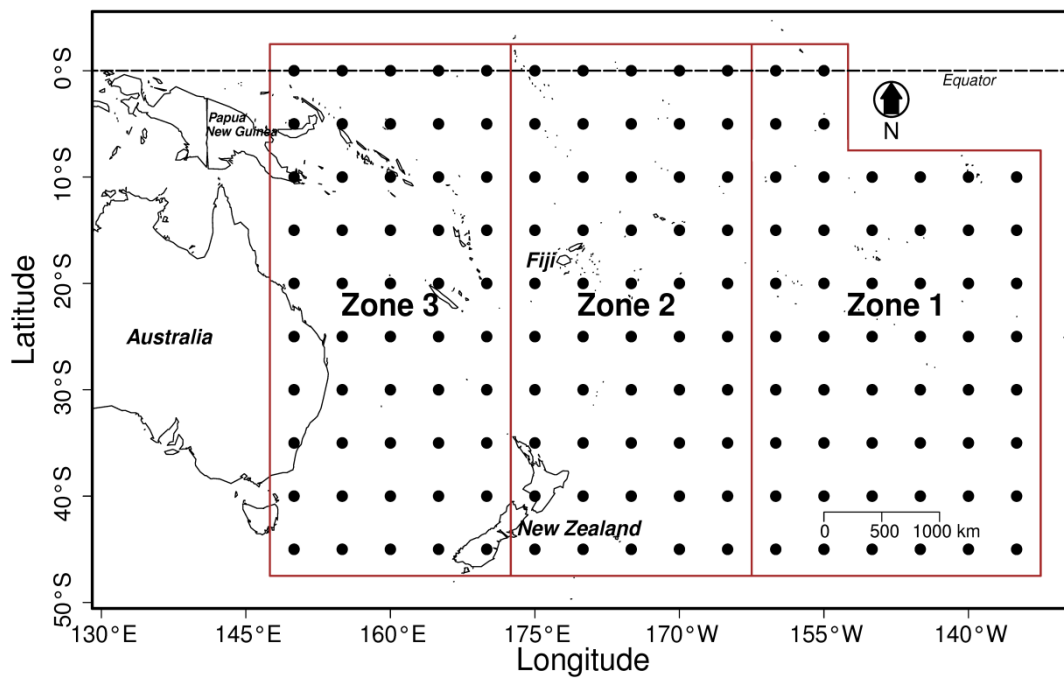 0°S
Equator
Papua
New Guinea
N
10°S
Fiji
20°S
Zone 3
Zone 2
Zone 1
Latitude
Australia
30°S
40°S
New Zealand
0 500 1000 km
50°S
130°E 145°E 160°E 175°E 170°W 155°W 140°W
Longitude